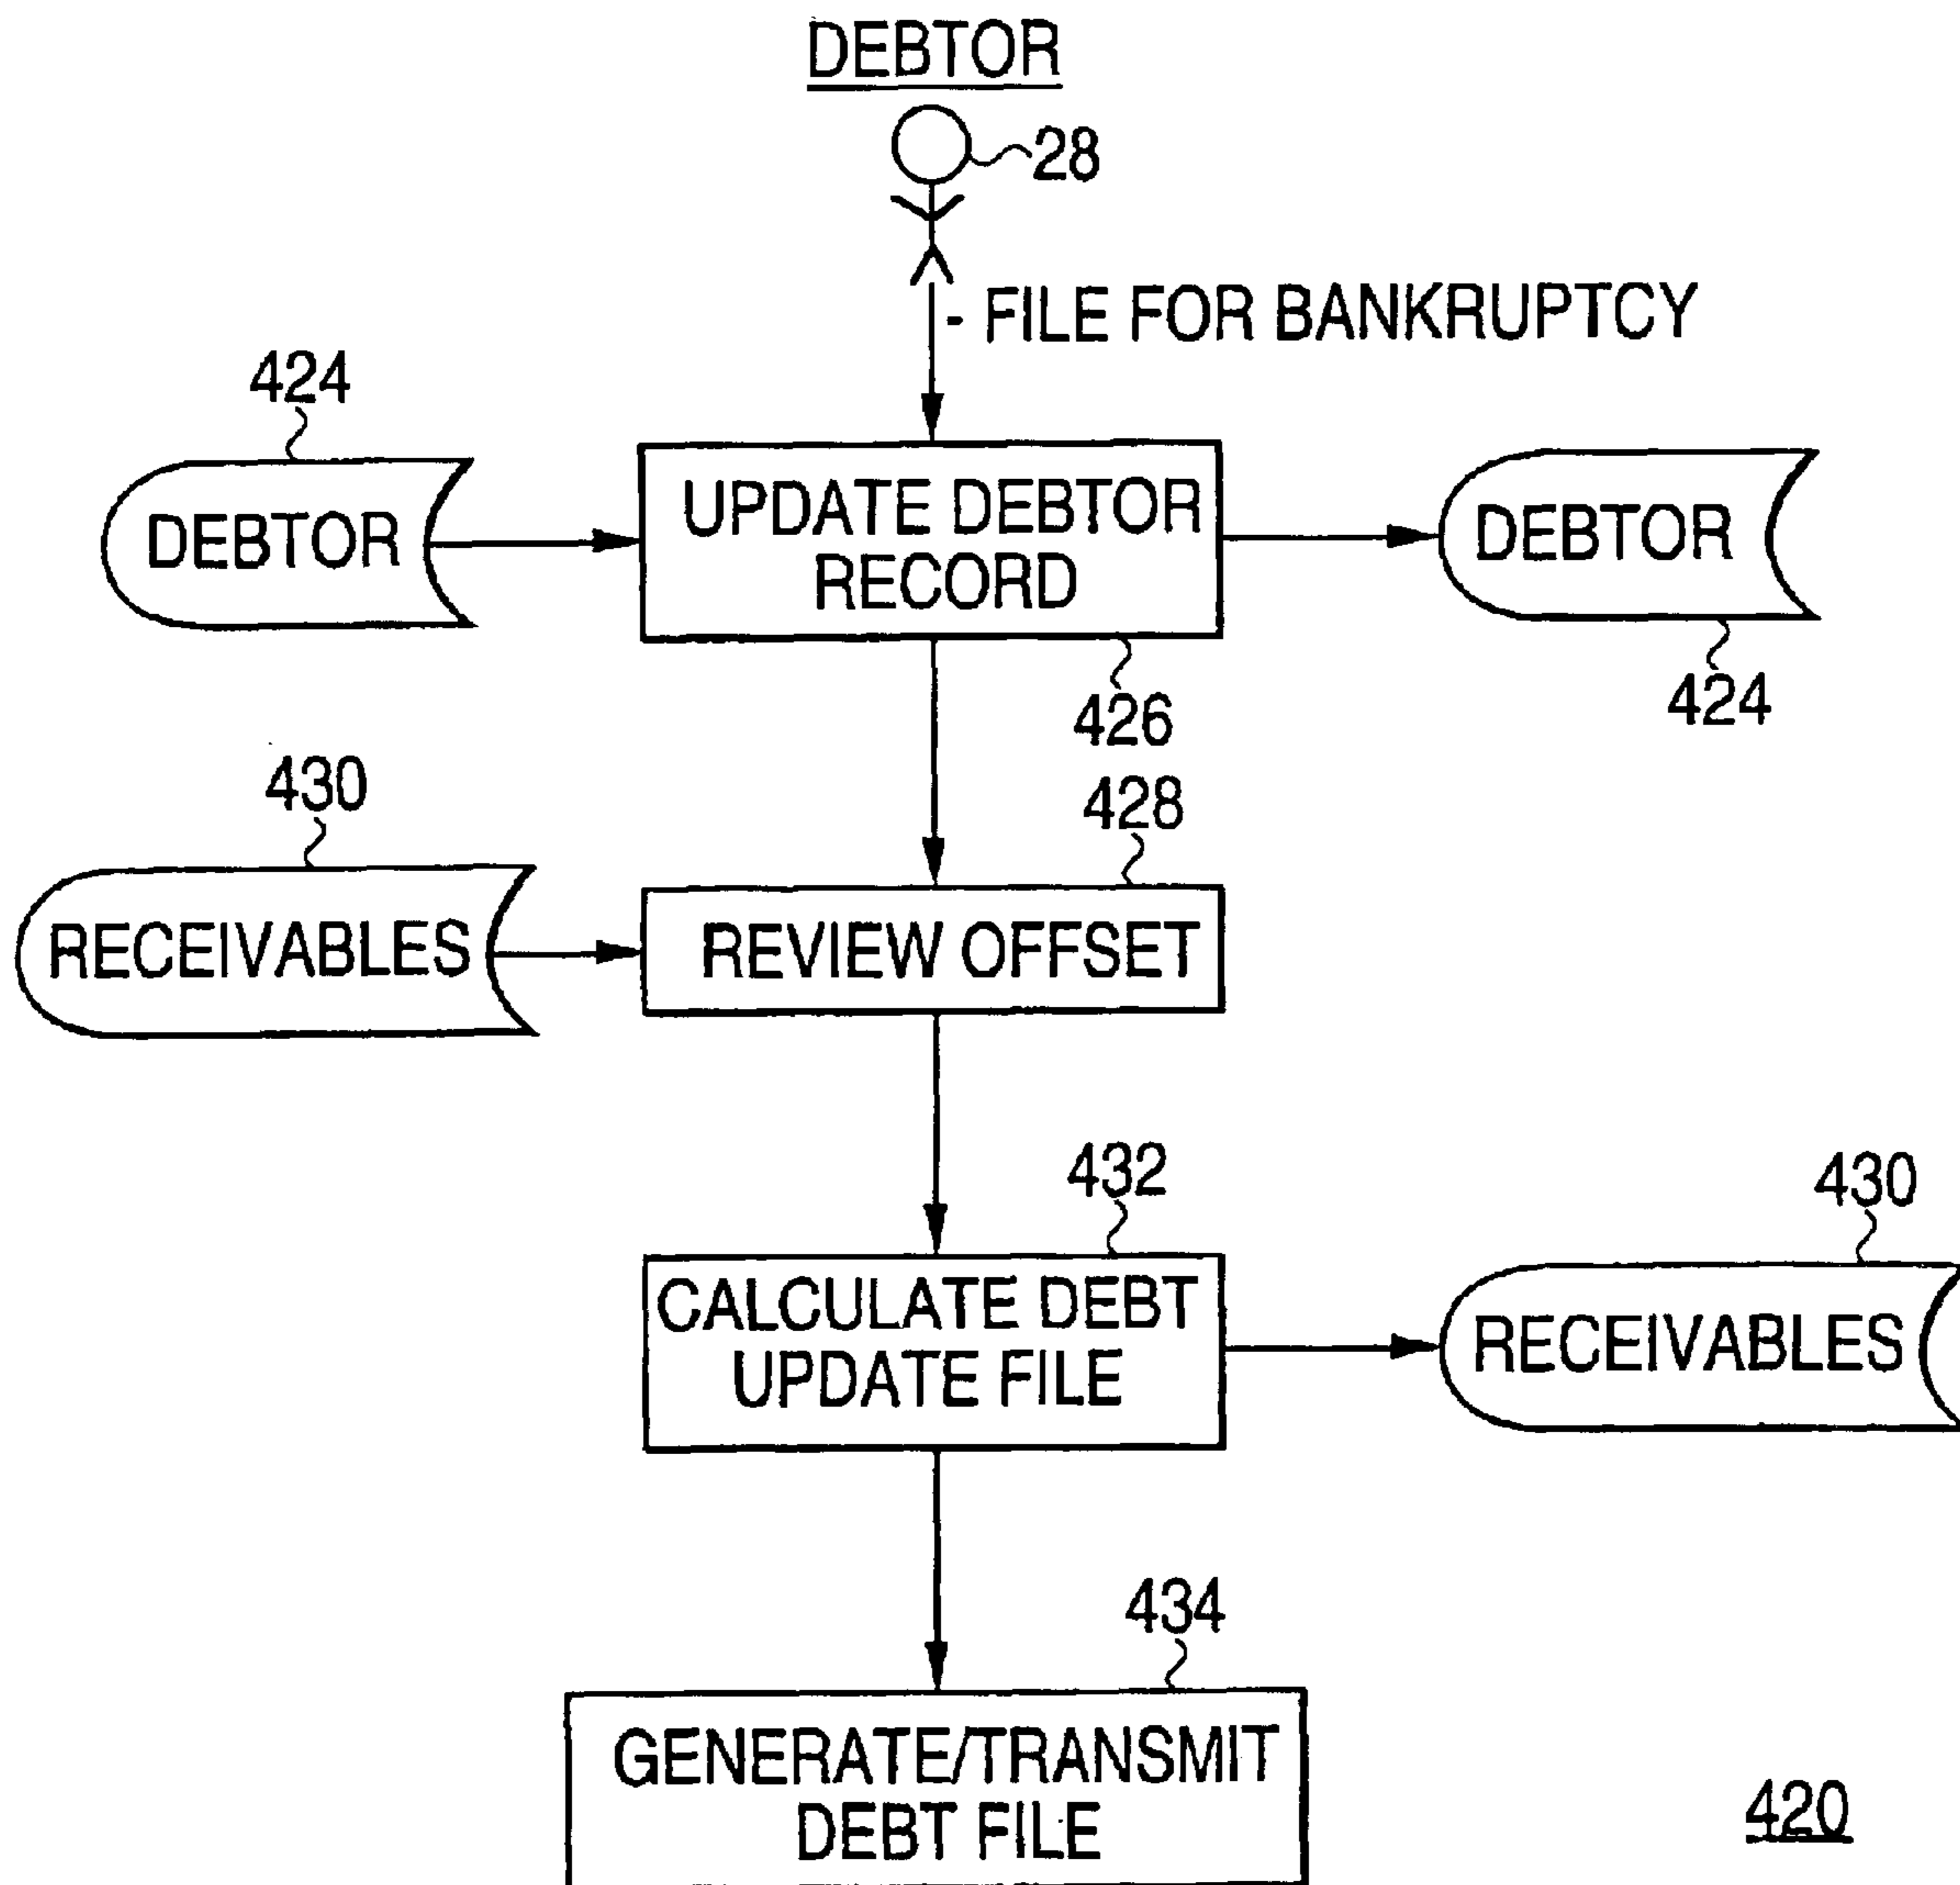 DEBTOR
28
- FILE FOR BANKRUPTCY
424
DEBTOR
UPDATE DEBTOR
RECORD
DEBTOR
424
426
430
428
RECEIVABLES
REVIEW OFFSET
432
430
CALCULATE DEBT
UPDATE FILE
RECEIVABLES
434
GENERATE/TRANSMIT
DEBT FILE
420